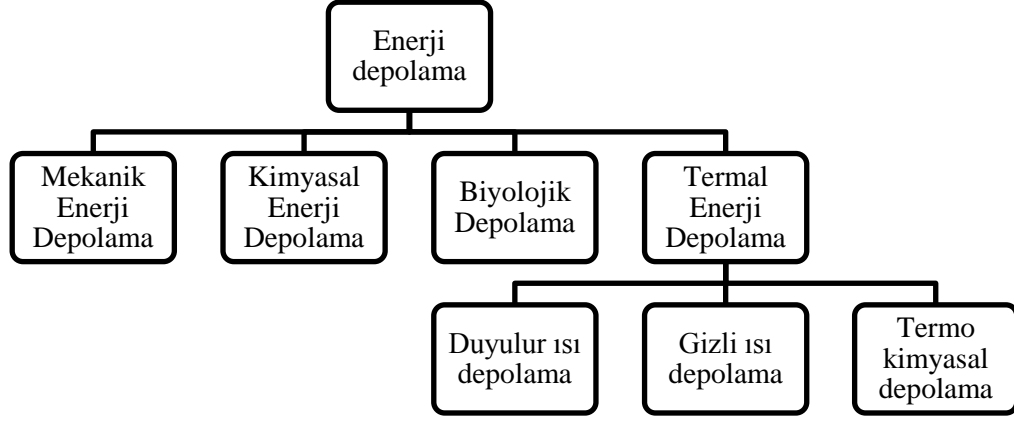 Enerji
depolama
Mekanik
Enerji
Depolama
Kimyasal
Enerji
Depolama
Biyolojik
Depolama
Termal
Enerji
Depolama
Duyulur ısı
depolama
Gizli ısı
depolama
Termo
kimyasal
depolama